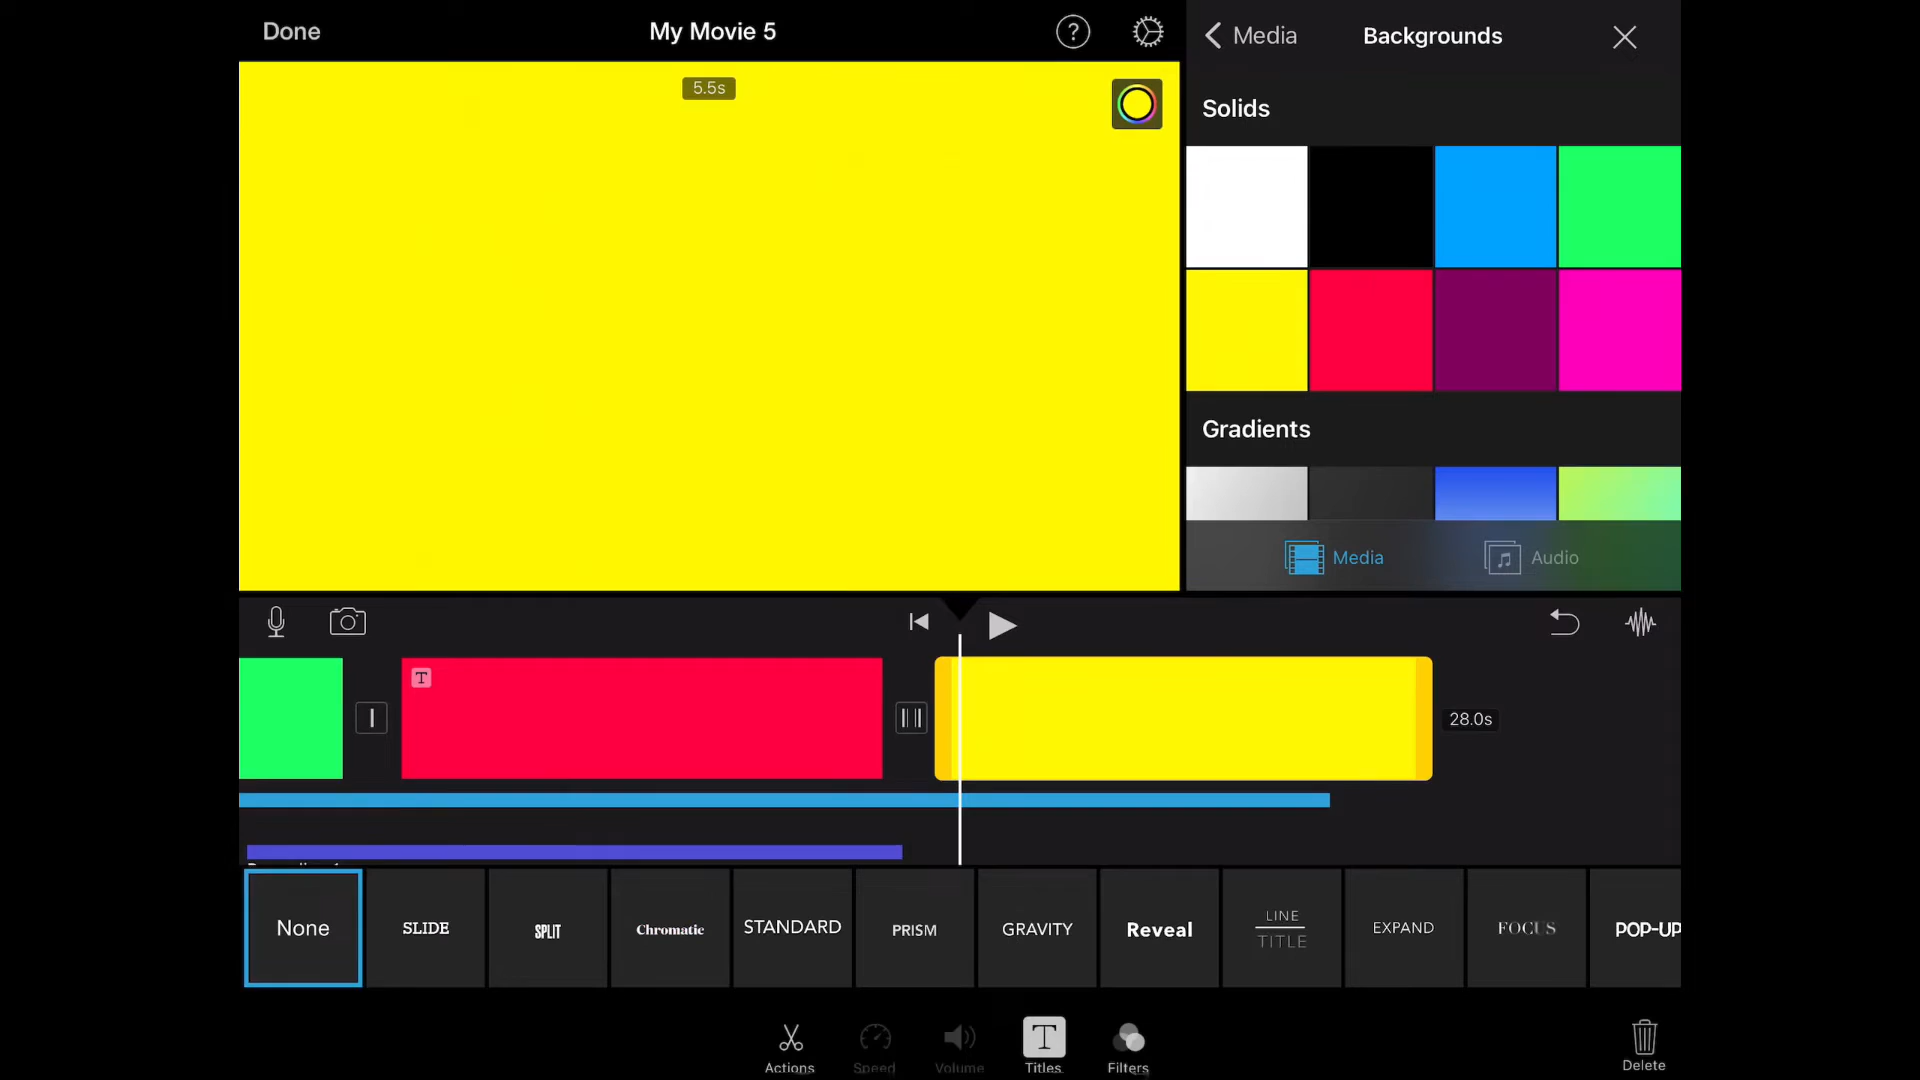 Done
My Movie 5
?
Media
Backgrounds
5.5s
Solids
Gradients
Media
Audio
T
28.0s
None
SLIDE
SPLIT
Chromatic
STANDARD
PRISM
GRAVITY
Reveal
LINE
TITLE
EXPAND
FOCUS
POP-UP
T
Actions
Speed
Volume
Titles
Filters
Delete